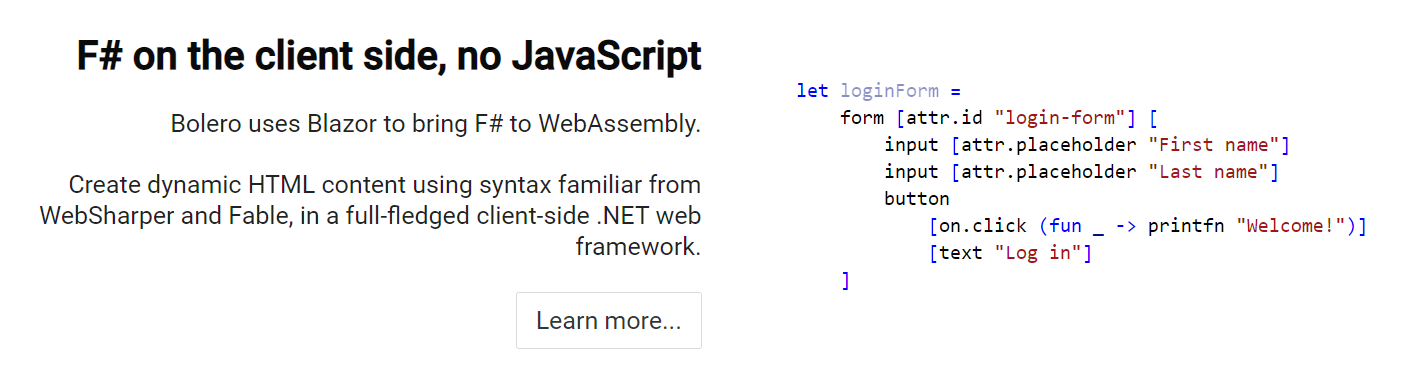 F# on the client side, no JavaScript
Bolero uses Blazor to bring F# to WebAssembly.
Create dynamic HTML content using syntax familiar from
WebSharper and Fable, in a full-fledged client-side .NET web
framework.
Learn more...
let loginForm =
    form [attr.id "login-form"] [
        input [attr.placeholder "First name"]
        input [attr.placeholder "Last name"]
        button
            [on.click (fun _ -> printfn "Welcome!")]
            [text "Log in"]
    ]